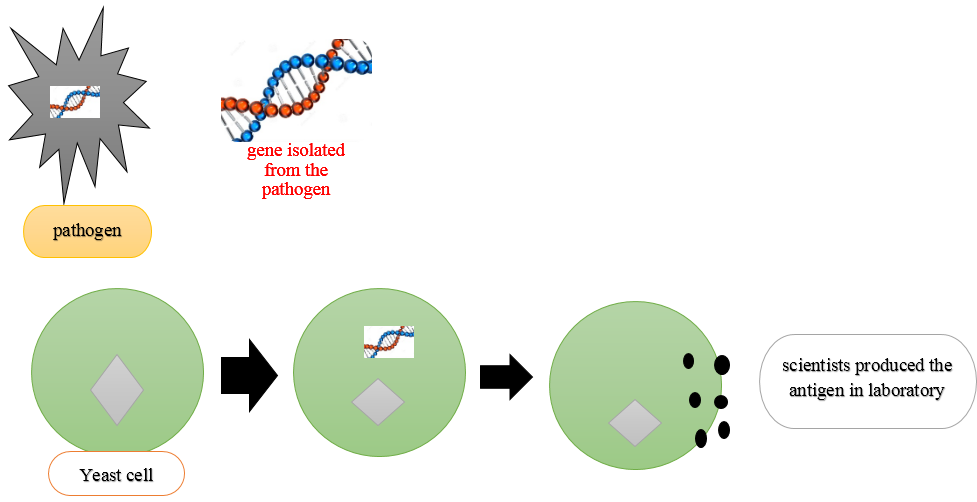 gene isolated
from the
pathogen
pathogen
scientists produced the
antigen in laboratory
Yeast cell